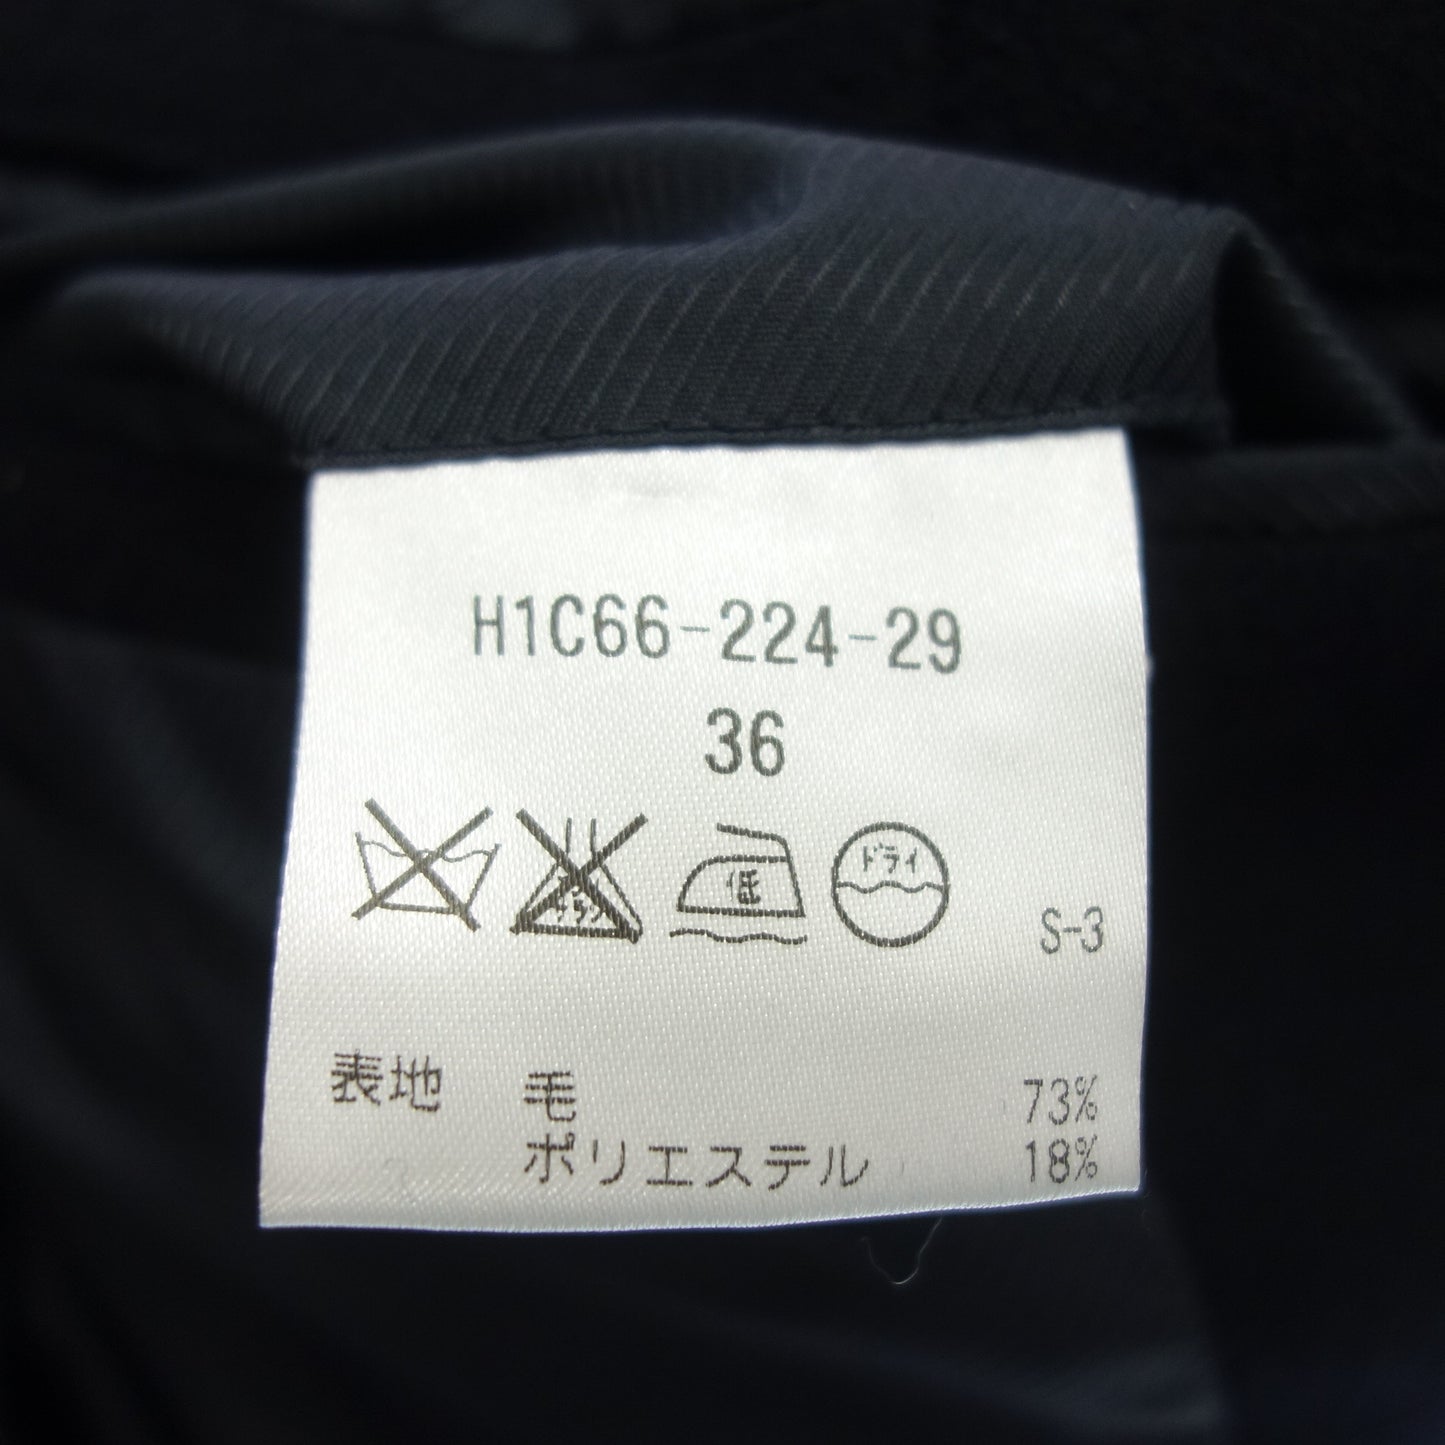 H1C66-224-29
36
低 ドライ
S-3
表地 毛 73%
ポリエステル 18%